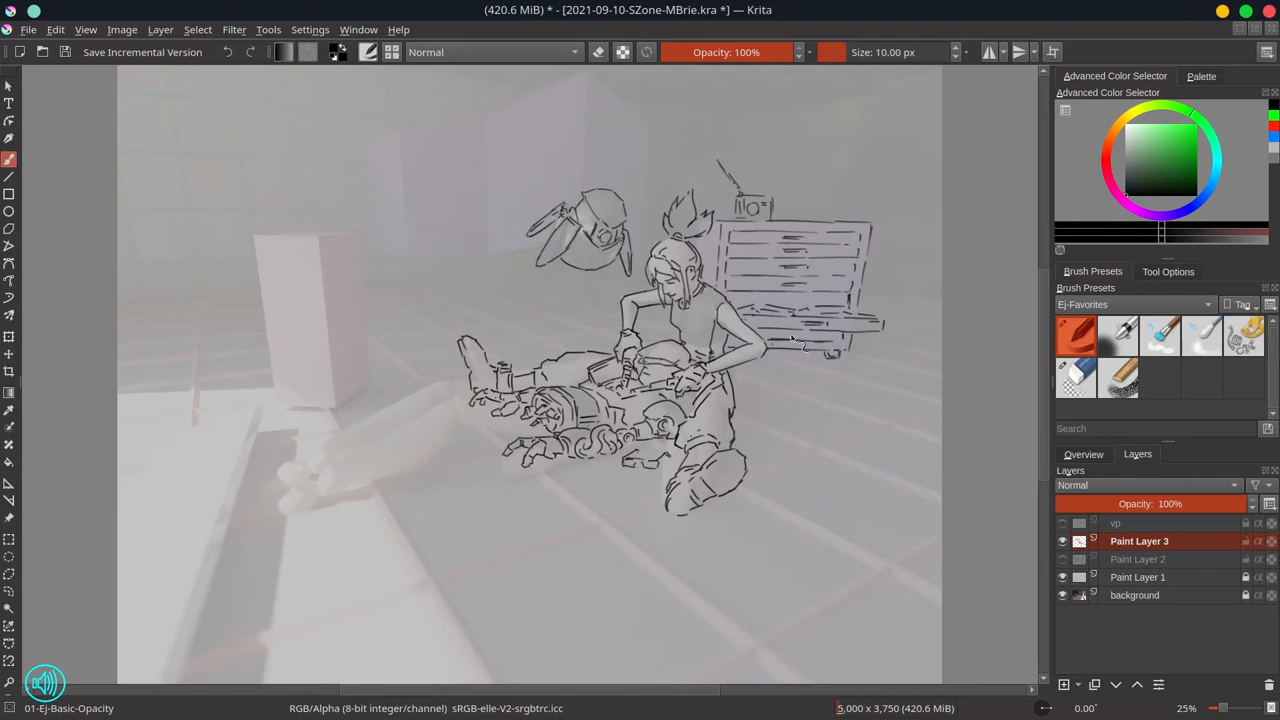 (420.6 MiB) * - [2021-09-10-SZone-MBrie.kra *] — Krita
File Edit View Image Layer Select Filter Tools Settings Window Help
Save Incremental Version Normal Opacity: 100% Size: 10.00 px
Advanced Color Selector Palette
Advanced Color Selector
Brush Presets Tool Options
Brush Presets
Ej-Favorites Tag
Search
Overview Layers
Layers
Normal
Opacity: 100%
vp
Paint Layer 3
Paint Layer 2
Paint Layer 1
background
01-Ej-Basic-Opacity RGB/Alpha (8-bit integer/channel) sRGB-elle-V2-srgbtrc.icc 5,000 x 3,750 (420.6 MiB) 0.00° 25%